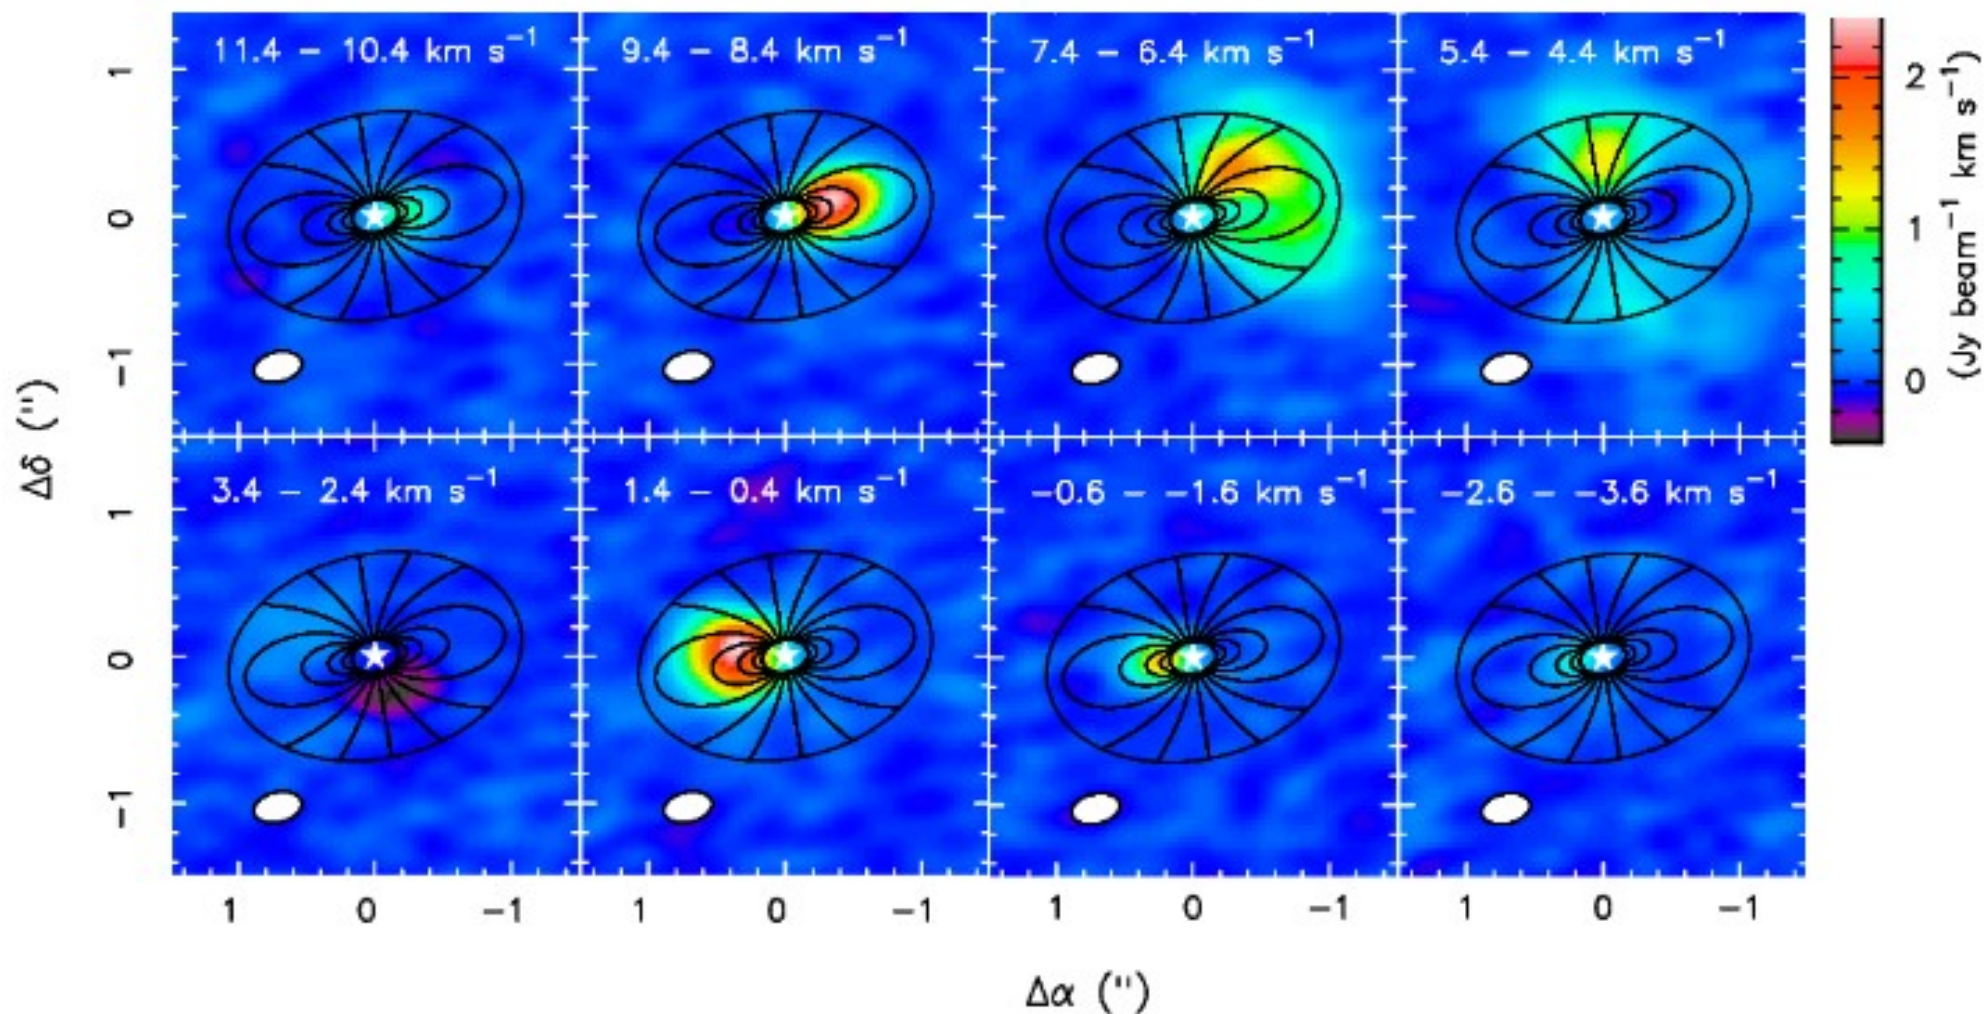 11.4 – 10.4 km s⁻¹
9.4 – 8.4 km s⁻¹
7.4 – 6.4 km s⁻¹
5.4 – 4.4 km s⁻¹
2
1
0
(Jy beam⁻¹ km s⁻¹)
1
0
−1
Δδ (")
3.4 – 2.4 km s⁻¹
1.4 – 0.4 km s⁻¹
−0.6 – −1.6 km s⁻¹
−2.6 – −3.6 km s⁻¹
1
0
−1
1 0 −1 1 0 −1 1 0 −1 1 0 −1
Δα (")